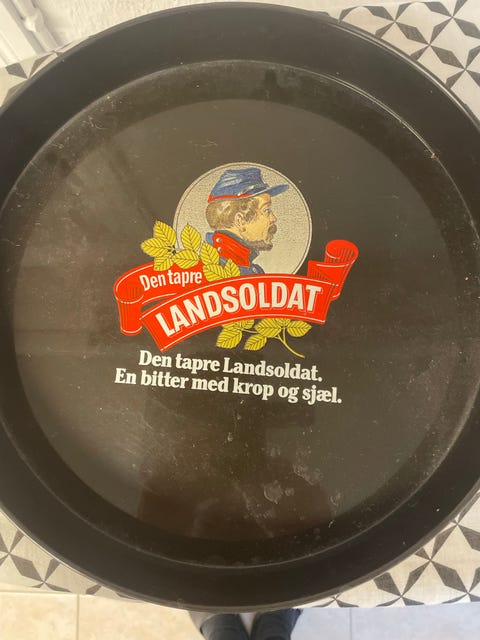 Den tapre
LANDSOLDAT
Den tapre Landsoldat.
En bitter med krop og sjæl.